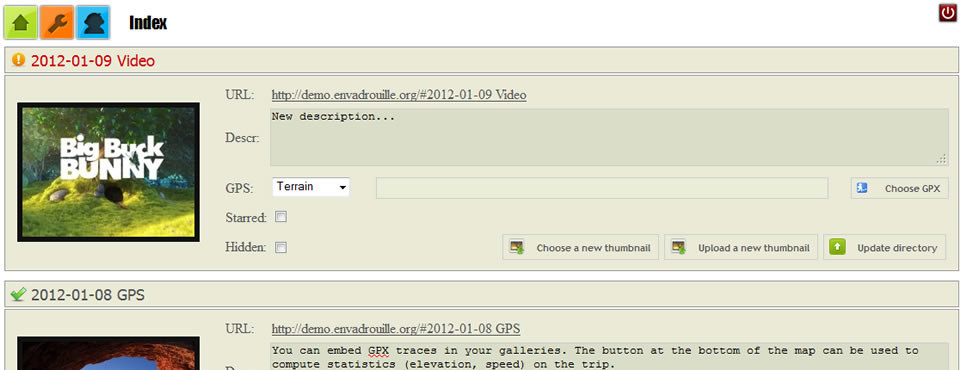 Index
2012-01-09 Video
URL: http://demo.envadrouille.org/#2012-01-09 Video
Big Buck
BUNNY
Descr: New description...
GPS: Terrain Choose GPX
Starred:
Hidden: Choose a new thumbnail Upload a new thumbnail Update directory
2012-01-08 GPS
URL: http://demo.envadrouille.org/#2012-01-08 GPS
You can embed GPX traces in your galleries. The button at the bottom of the map can be used to
compute statistics (elevation, speed) on the trip.